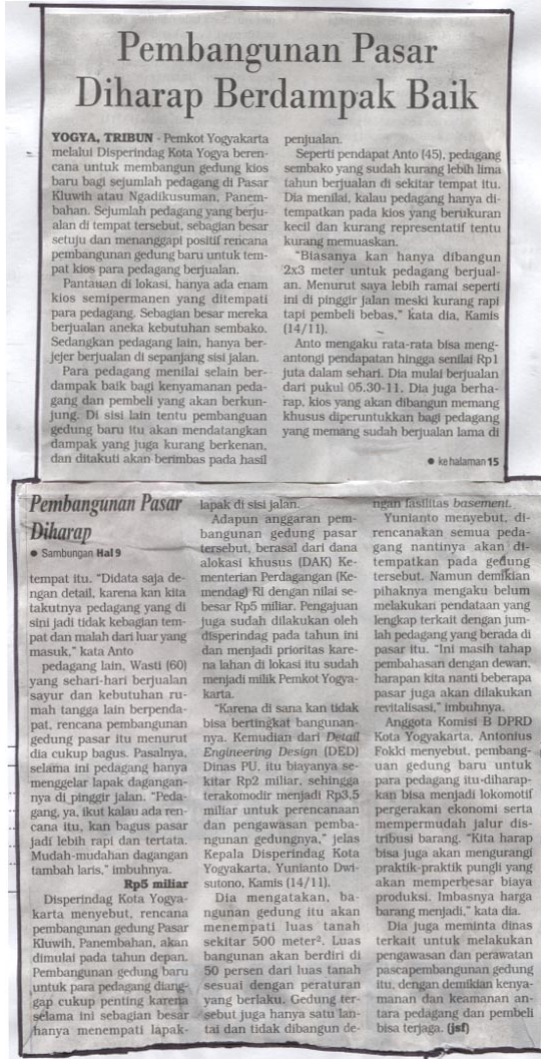 Pembangunan Pasar
Diharap Berdampak Baik
YOGYA, TRIBUN - Pemkot Yogyakarta
melalui Disperindag Kota Yogya beren-
cana untuk membangun gedung kios
baru bagi sejumlah pedagang di Pasar
Kluwih atau Ngadikusuman, Panem-
bahan. Sejumlah pedagang yang berju-
alan di tempat tersebut, sebagian besar
setuju dan menanggapi positif rencana
pembangunan gedung baru untuk tem-
pat kios para pedagang berjualan.
Pantauan di lokasi, hanya ada enam
kios semipermanen yang ditempati
para pedagang. Sebagian besar mereka
berjualan aneka kebutuhan sembako.
Sedangkan pedagang lain, hanya ber-
jejer berjualan di sepanjang sisi jalan.
Para pedagang menilai selain ber-
dampak baik bagi kenyamanan peda-
gang dan pembeli yang akan berkun-
jung. Di sisi lain tentu pembanguan
gedung baru itu akan mendatangkan
dampak yang juga kurang berkenan,
dan ditakuti akan berimbas pada hasil
penjualan.
Seperti pendapat Anto (45), pedagang
sembako yang sudah kurang lebih lima
tahun berjualan di sekitar tempat itu.
Dia menilai, kalau pedagang hanya di-
tempatkan pada kios yang berukuran
kecil dan kurang representatif tentu
kurang memuaskan.
"Biasanya kan hanya dibangun
2x3 meter untuk pedagang berjual-
an. Menurut saya lebih ramai seperti
ini di pinggir jalan meski kurang rapi
tapi pembeli bebas," kata dia, Kamis
(14/11).
Anto mengaku rata-rata bisa meng-
antongi pendapatan hingga senilai Rp1
juta dalam sehari. Dia mulai berjualan
dari pukul 05.30-11. Dia juga berha-
rap, kios yang akan dibangun memang
khusus diperuntukkan bagi pedagang
yang memang sudah berjualan lama di
● ke halaman 15
Pembangunan Pasar
Diharap
● Sambungan Hal 9
tempat itu. "Didata saja de-
ngan detail, karena kan kita
takutnya pedagang yang di
sini jadi tidak kebagian tem-
pat dan malah dari luar yang
masuk," kata Anto
pedagang lain, Wasti (60)
yang sehari-hari berjualan
sayur dan kebutuhan ru-
mah tangga lain berpenda-
pat, rencana pembangunan
gedung pasar itu menurut
dia cukup bagus. Pasalnya,
selama ini pedagang hanya
menggelar lapak dagangan-
nya di pinggir jalan. "Peda-
gang, ya, ikut kalau ada ren-
cana itu, kan bagus pasar
jadi lebih rapi dan tertata.
Mudah-mudahan dagangan
tambah laris," imbuhnya.
Rp5 miliar
Disperindag Kota Yogya-
karta menyebut, rencana
pembangunan gedung Pasar
Kluwih, Panembahan, akan
dimulai pada tahun depan.
Pembangunan gedung baru
untuk para pedagang diang-
gap cukup penting karena
selama ini sebagian besar
hanya menempati lapak-
lapak di sisi jalan.
Adapun anggaran pem-
bangunan gedung pasar
tersebut, berasal dari dana
alokasi khusus (DAK) Ke-
menterian Perdagangan (Ke-
mendag) RI dengan nilai se-
besar Rp5 miliar. Pengajuan
juga sudah dilakukan oleh
disperindag pada tahun ini
dan menjadi prioritas kare-
na lahan di lokasi itu sudah
menjadi milik Pemkot Yogya-
karta.
"Karena di sana kan tidak
bisa bertingkat bangunan-
nya. Kemudian dari Detail
Engineering Design (DED)
Dinas PU, itu biayanya se-
kitar Rp2 miliar, sehingga
terakomodir menjadi Rp3,5
miliar untuk perencanaan
dan pengawasan pemba-
ngunan gedungnya," jelas
Kepala Disperindag Kota
Yogyakarta, Yunianto Dwi-
sutono, Kamis (14/11).
Dia mengatakan, ba-
ngunan gedung itu akan
menempati luas tanah
sekitar 500 meter². Luas
bangunan akan berdiri di
50 persen dari luas tanah
sesuai dengan peraturan
yang berlaku. Gedung ter-
sebut juga hanya satu lan-
tai dan tidak dibangun de-
ngan fasilitas basement.
Yunianto menyebut, di-
rencanakan semua peda-
gang nantinya akan di-
tempatkan pada gedung
tersebut. Namun demikian
pihaknya mengaku belum
melakukan pendataan yang
lengkap terkait dengan jum-
lah pedagang yang berada di
pasar itu. "Ini masih tahap
pembahasan dengan dewan,
harapan kita nanti beberapa
pasar juga akan dilakukan
revitalisasi," imbuhnya.
Anggota Komisi B DPRD
Kota Yogyakarta, Antonius
Fokki menyebut, pembang-
uan gedung baru untuk
para pedagang itu-diharap-
kan bisa menjadi lokomotif
pergerakan ekonomi serta
mempermudah jalur dis-
tribusi barang. "Kita harap
bisa juga akan mengurangi
praktik-praktik pungli yang
akan memperbesar biaya
produksi. Imbasnya harga
barang menjadi," kata dia.
Dia juga meminta dinas
terkait untuk melakukan
pengawasan dan perawatan
pascapembangunan gedung
itu, dengan demikian kenya-
manan dan keamanan an-
tara pedagang dan pembeli
bisa terjaga. (jsf)